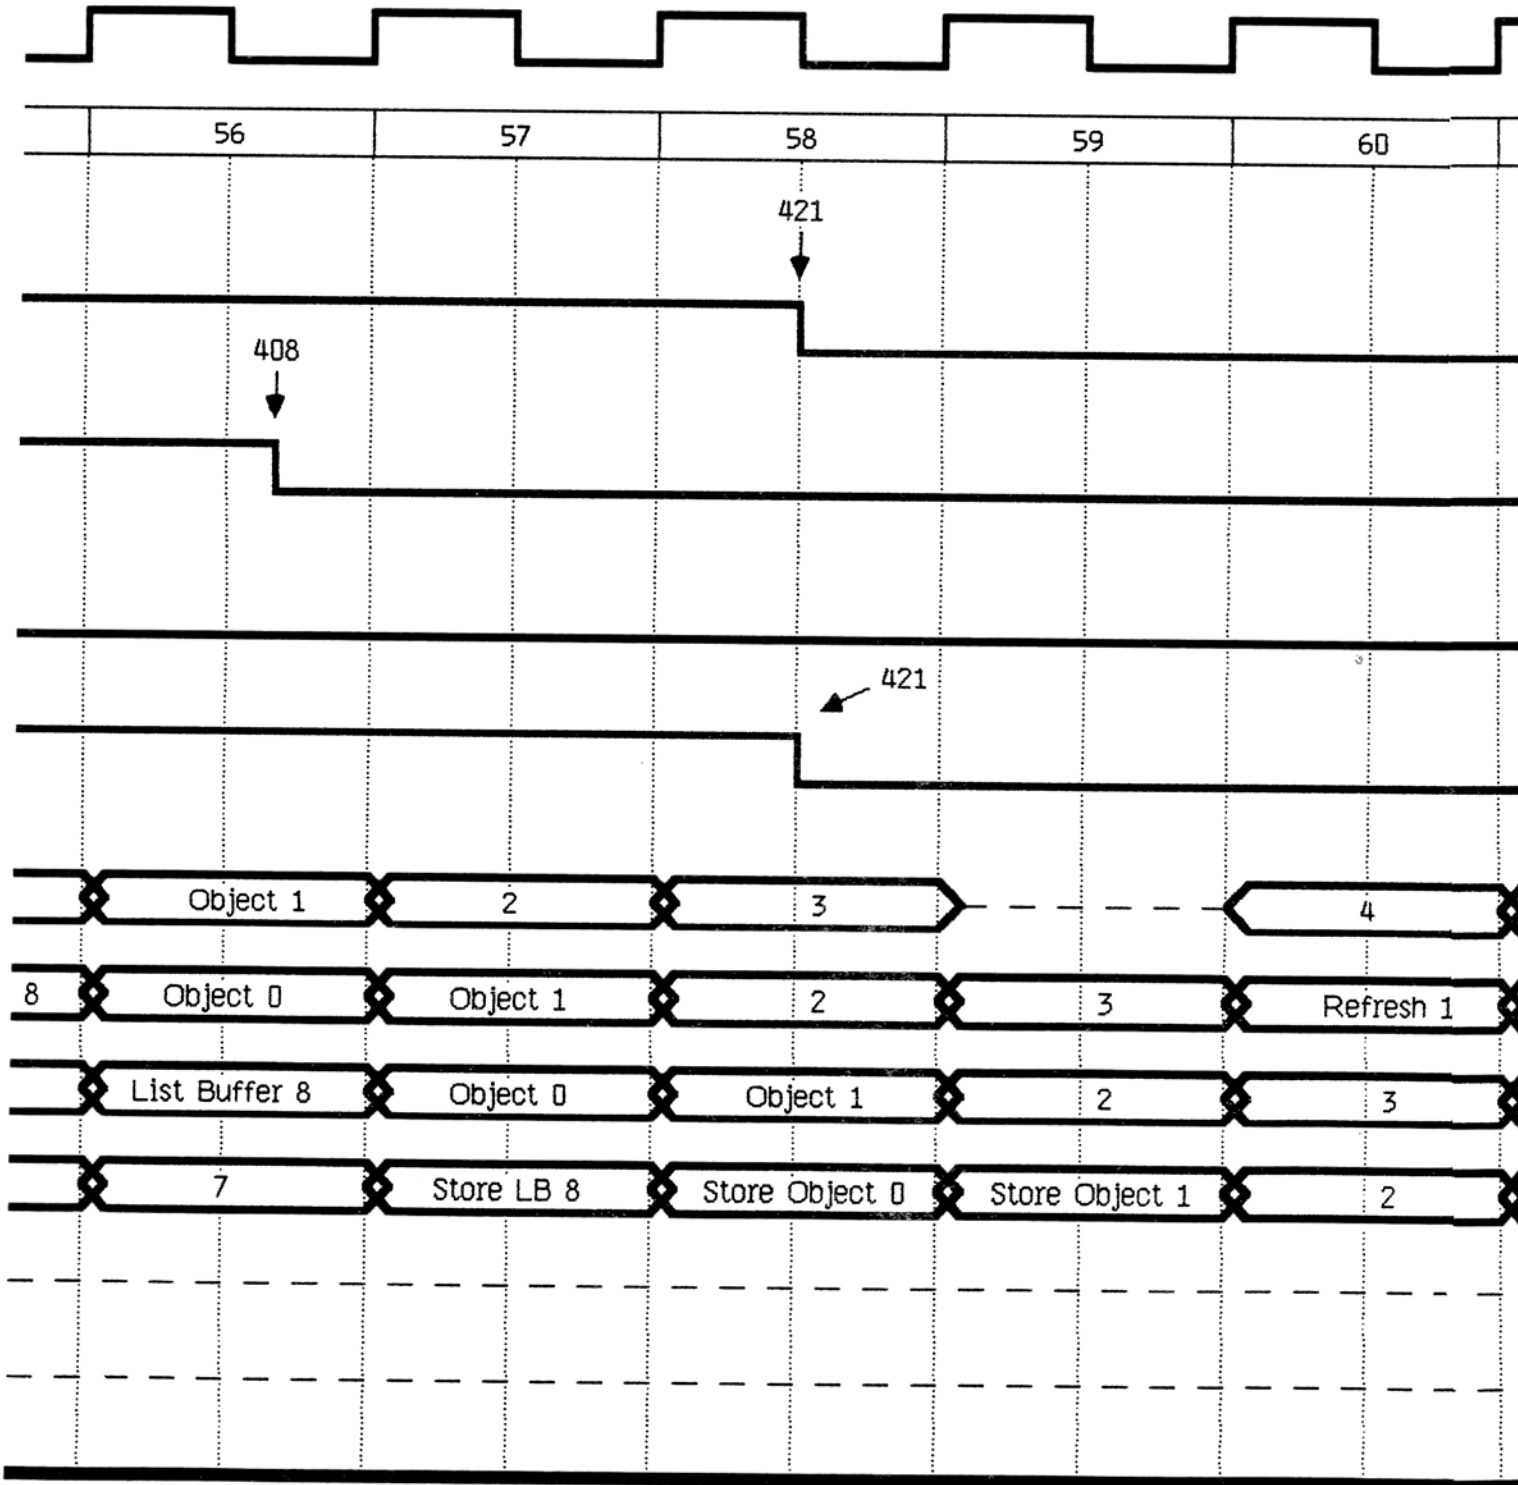 56 57 58 59 60
421
408
421
Object 1 2 3 4
8 Object 0 Object 1 2 3 Refresh 1
List Buffer 8 Object 0 Object 1 2 3
7 Store LB 8 Store Object 0 Store Object 1 2